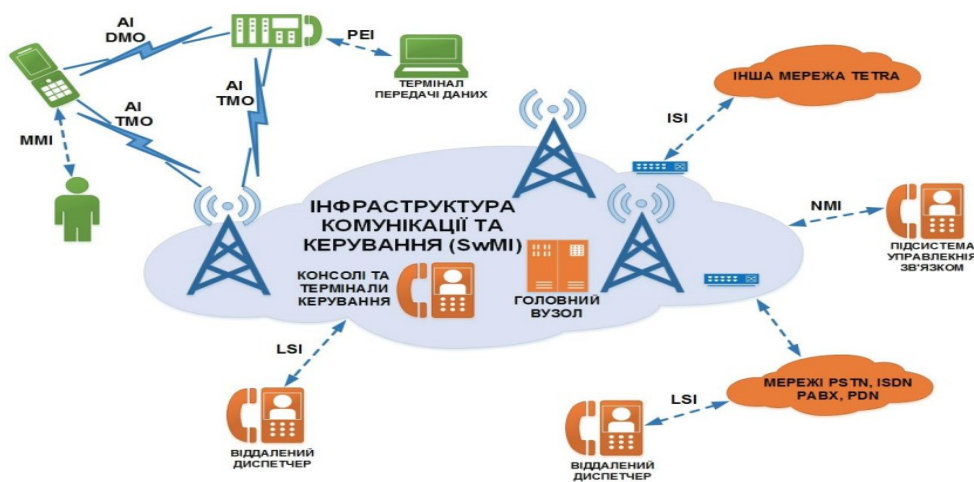 AI
DMO
PEI
ТЕРМІНАЛ
ПЕРЕДАЧІ ДАНИХ
ІНША МЕРЕЖА TETRA
AI
TMO
AI
TMO
MMI
ISI
ІНФРАСТРУКТУРА
КОМУНІКАЦІЇ ТА
КЕРУВАННЯ (SwMI)
NMI
ПІДСИСТЕМА
УПРАВЛЕКНІЯ
ЗВ'ЯЗКОМ
КОНСОЛІ ТА
ТЕРМІНАЛИ
КЕРУВАННЯ
ГОЛОВНИЙ
ВУЗОЛ
LSI
МЕРЕЖІ PSTN, ISDN
PABX, PDN
LSI
ВІДДАЛЕНИЙ
ДИСПЕТЧЕР
ВІДДАЛЕНИЙ
ДИСПЕТЧЕР